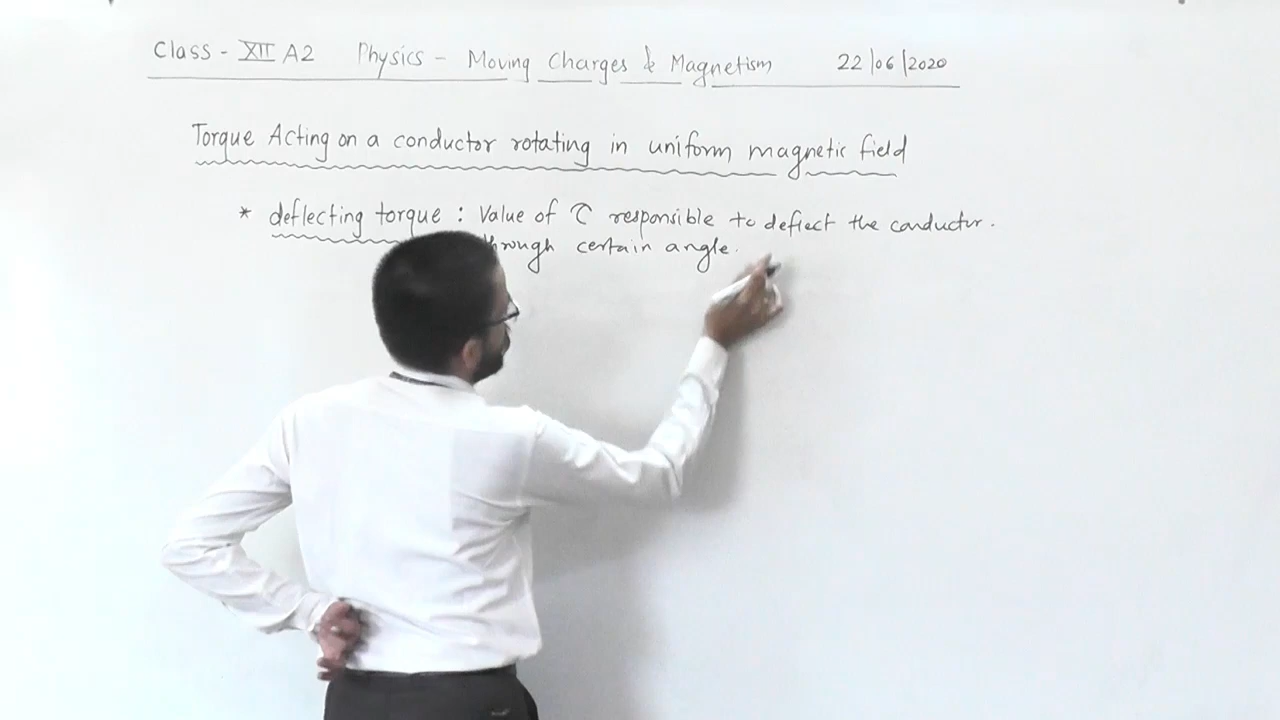 Class - XII A2 Physics - Moving Charges & Magnetism 22/06/2020
Torque Acting on a conductor rotating in uniform magnetic field
* deflecting torque : Value of τ responsible to deflect the conductor.
through certain angle.